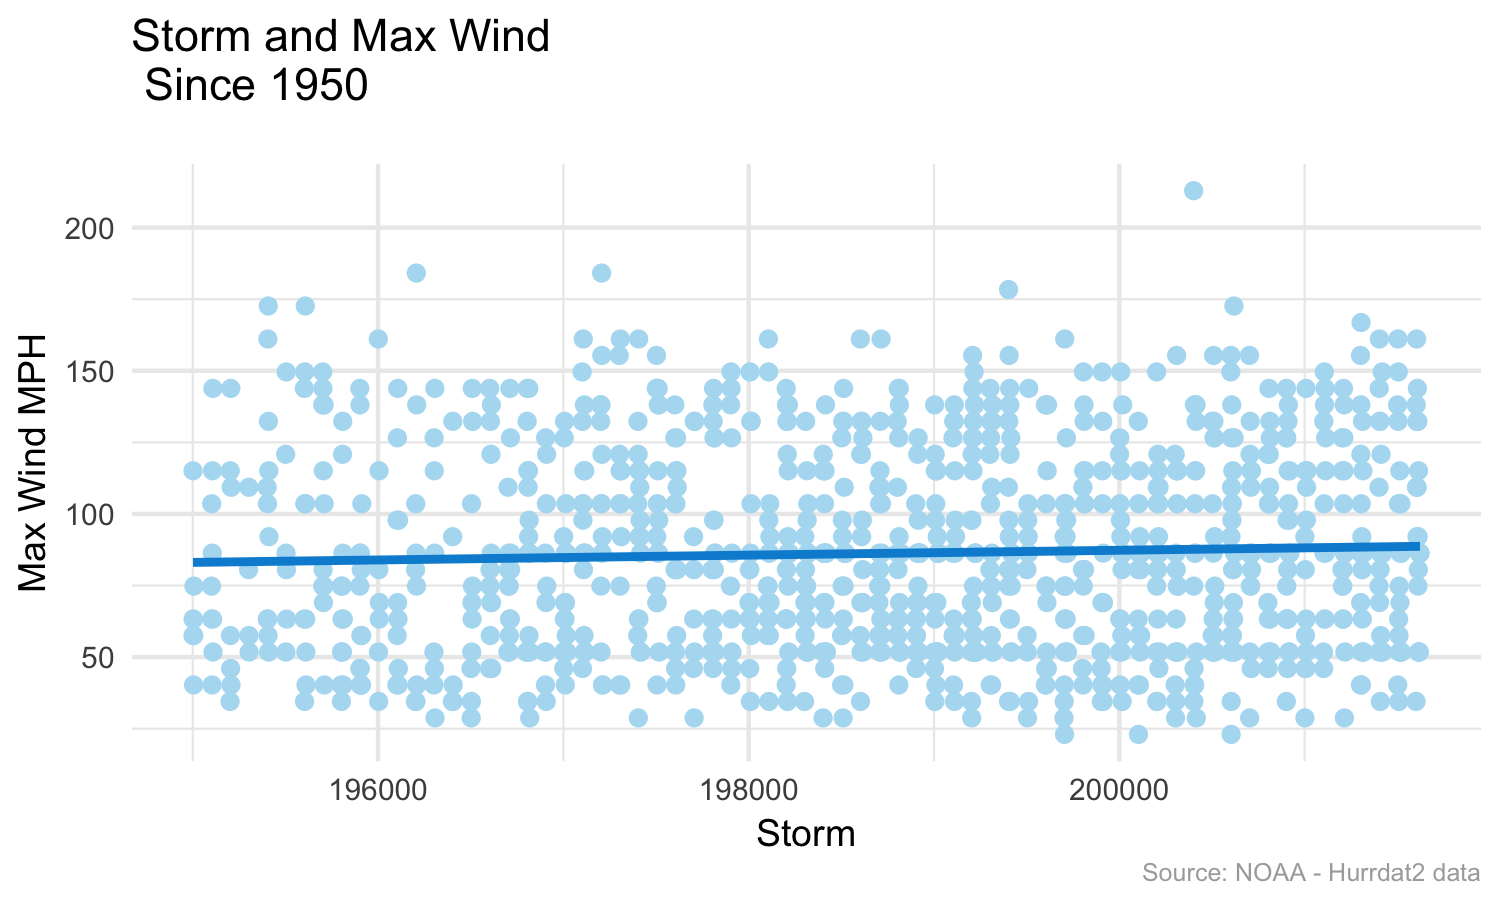 Storm and Max Wind
Since 1950
200
150
100
50
Max Wind MPH
196000
198000
200000
Storm
Source: NOAA - Hurrdat2 data